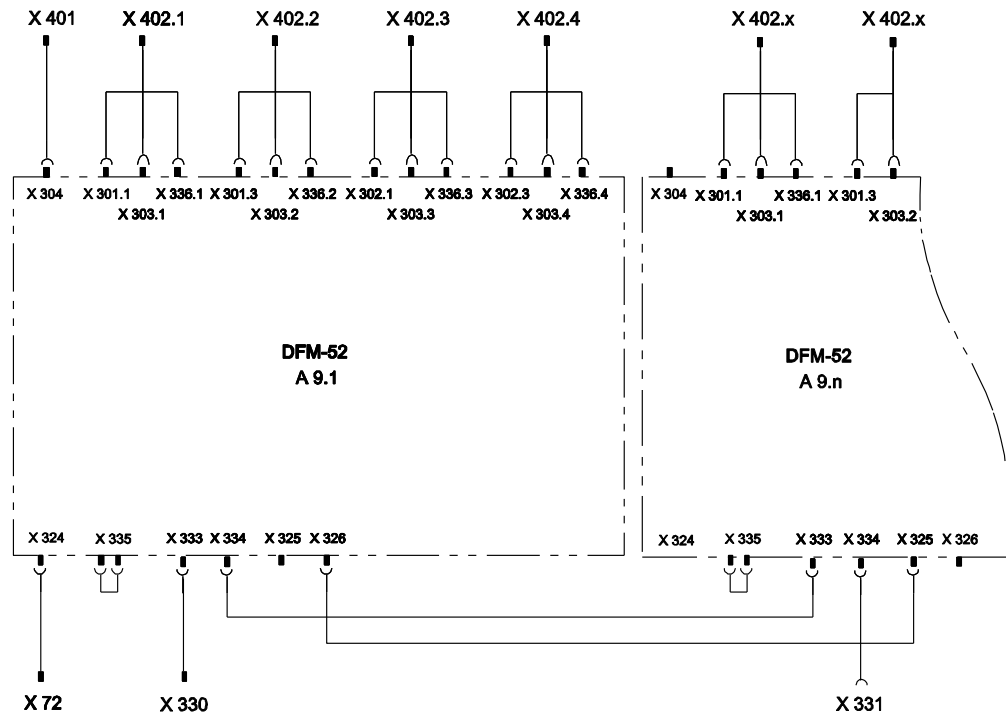 X 401 X 402.1 X 402.2 X 402.3 X 402.4 X 402.x X 402.x
X 304 X 301.1 X 336.1 X 301.3 X 336.2 X 302.1 X 336.3 X 302.3 X 336.4 X 304 X 301.1 X 336.1 X 301.3
X 303.1 X 303.2 X 303.3 X 303.4 X 303.1 X 303.2
DFM-52
A 9.1
DFM-52
A 9.n
X 324 X 335 X 333 X 334 X 325 X 326 X 324 X 335 X 333 X 334 X 325 X 326
X 72 X 330 X 331